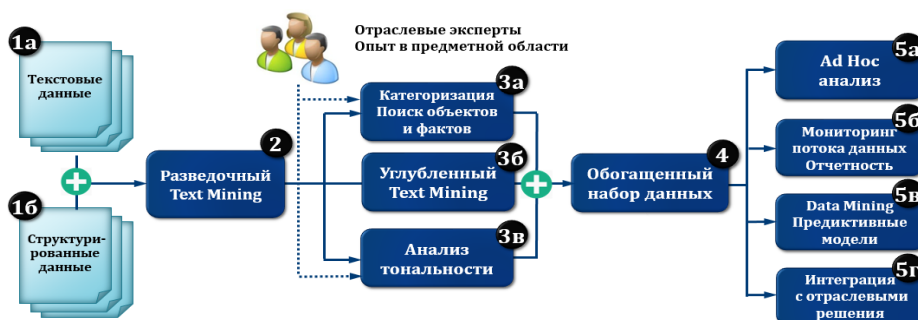 1а
Текстовые
данные
1б
Структури-
рованные
данные
2
Разведочный
Text Mining
Отраслевые эксперты
Опыт в предметной области
3а
Категоризация
Поиск объектов
и фактов
3б
Углубленный
Text Mining
3в
Анализ
тональности
4
Обогащенный
набор данных
5а
Ad Hoc
анализ
5б
Мониторинг
потока данных
Отчетность
5в
Data Mining
Предиктивные
модели
5г
Интеграция
с отраслевыми
решения